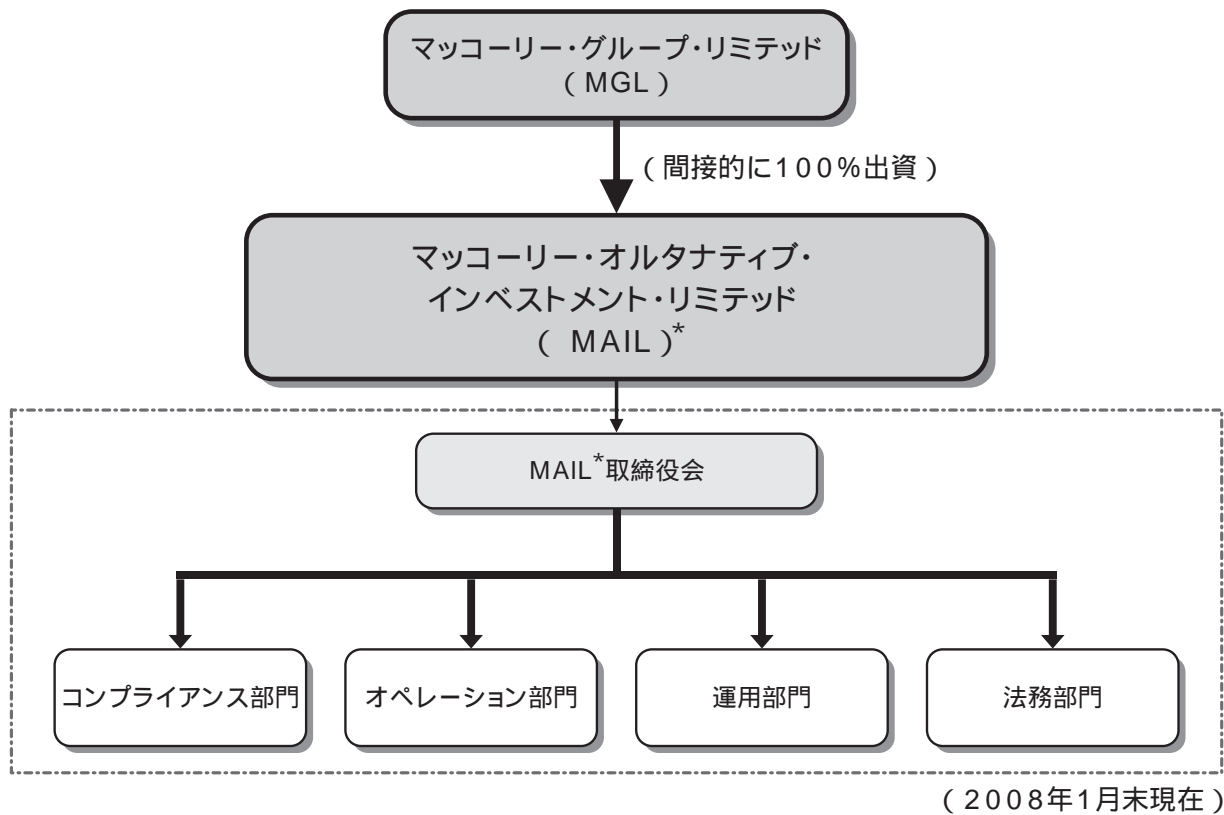 マッコーリー・グループ・リミテッド
(MGL)
(間接的に100%出資)
マッコーリー・オルタナティブ・
インベストメント・リミテッド
( MAIL)*
MAIL*取締役会
コンプライアンス部門
オペレーション部門
運用部門
法務部門
(2008年1月末現在)